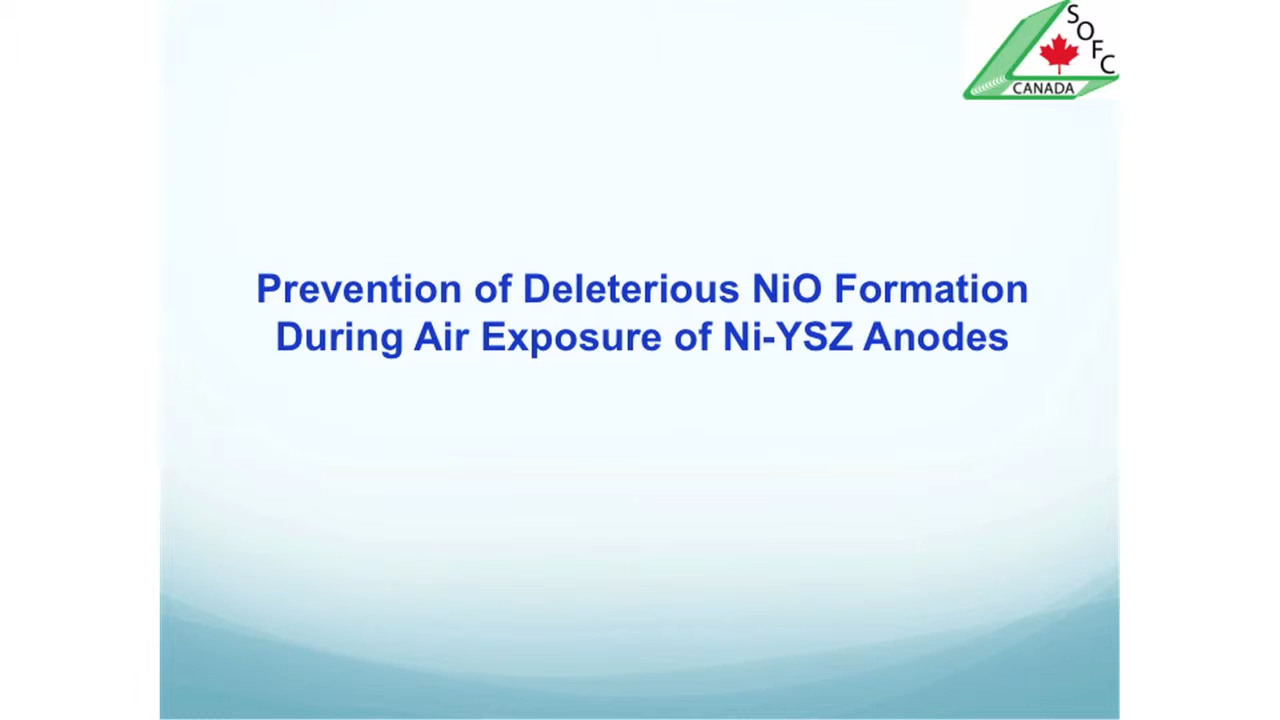 SOFC
CANADA
Prevention of Deleterious NiO Formation
During Air Exposure of Ni-YSZ Anodes